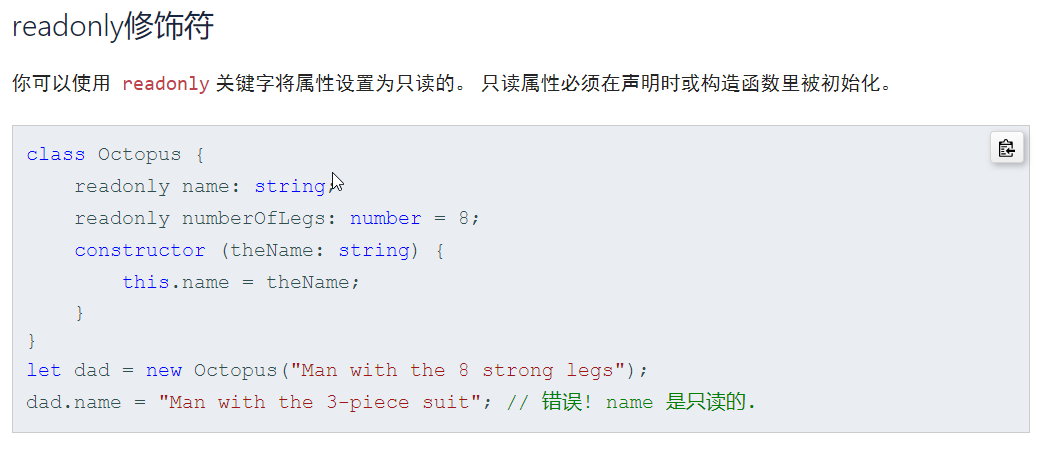 readonly修饰符
你可以使用 readonly 关键字将属性设置为只读的。 只读属性必须在声明时或构造函数里被初始化。
class Octopus {
    readonly name: string;
    readonly numberOfLegs: number = 8;
    constructor (theName: string) {
        this.name = theName;
    }
}
let dad = new Octopus("Man with the 8 strong legs");
dad.name = "Man with the 3-piece suit"; // 错误! name 是只读的.